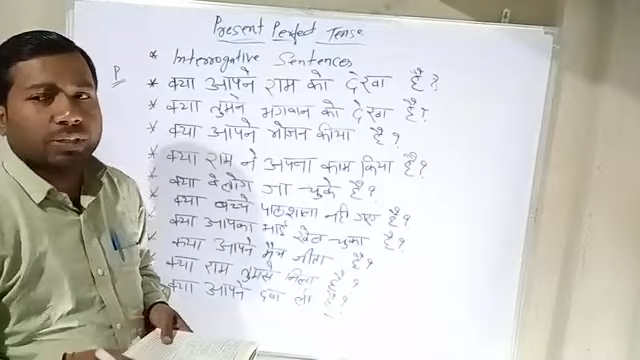 Present Perfect Tense
* Interrogative Sentences
P
* क्या आपने राम को देखा है?
* क्या तुमने भगवान को देखा है?
* क्या आपने भोजन कीया है?
* क्या राम ने अपना काम किया है?
* क्या वे लोग जा चुके है?
क्या बच्चे पाठशाला नही गए है?
क्या आपका भाई खेल चुका है?
क्या आपने मैच जीता है?
क्या राम तुमसे मिला है?
क्या आपने दवा ली है?